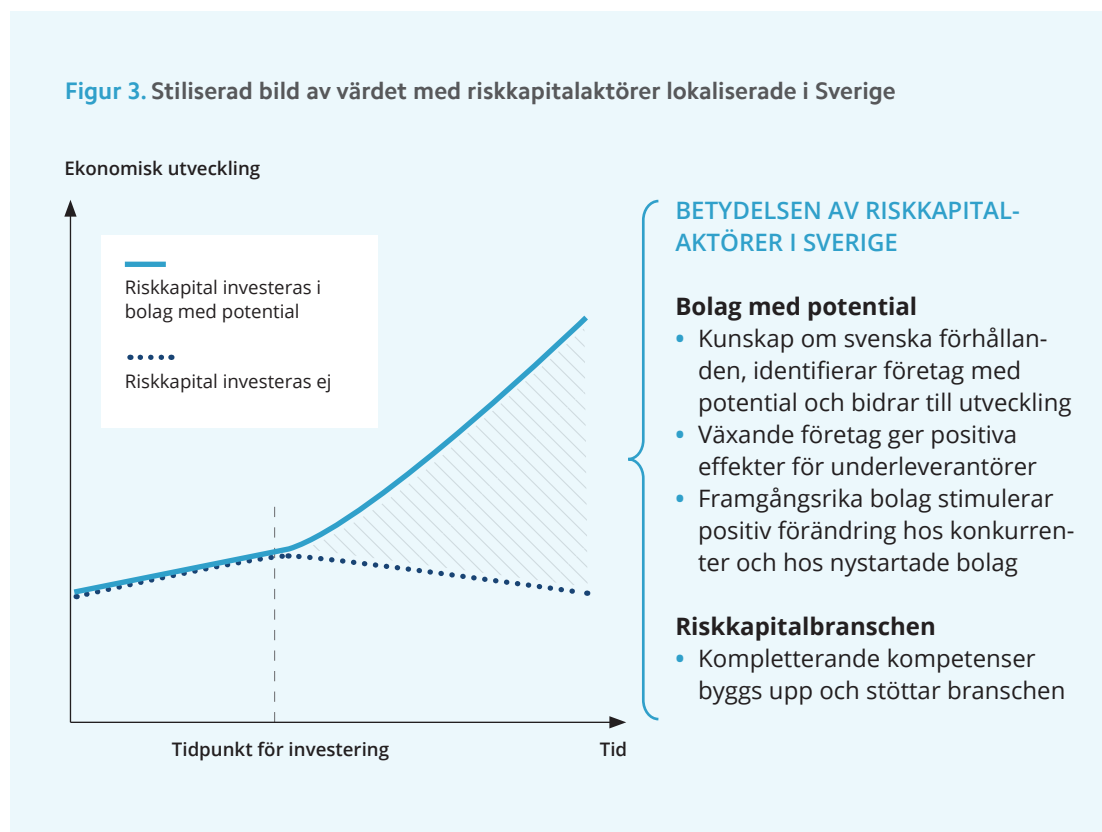 Figur 3. Stiliserad bild av värdet med riskkapitalaktörer lokaliserade i Sverige
Ekonomisk utveckling
Riskkapital investeras i
bolag med potential
Riskkapital investeras ej
Tidpunkt för investering
Tid
BETYDELSEN AV RISKKAPITAL-
AKTÖRER I SVERIGE
Bolag med potential
• Kunskap om svenska förhållan-
den, identifierar företag med
potential och bidrar till utveckling
• Växande företag ger positiva
effekter för underleverantörer
• Framgångsrika bolag stimulerar
positiv förändring hos konkurren-
ter och hos nystartade bolag
Riskkapitalbranschen
• Kompletterande kompetenser
byggs upp och stöttar branschen